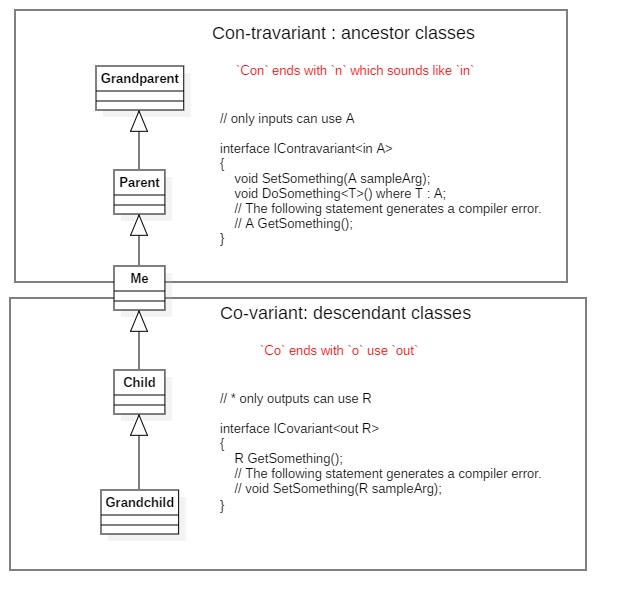 Con-travariant : ancestor classes
`Con` ends with `n` which sounds like `in`
Grandparent
// only inputs can use A
interface IContravariant<in A>
{
void SetSomething(A sampleArg);
Parent
void DoSomething<T>() where T : A;
// The following statement generates a compiler error.
// A GetSomething();
}
Me
Co-variant: descendant classes
`Co` ends with `o` use `out`
Child
// * only outputs can use R
interface ICovariant<out R>
{
R GetSomething();
// The following statement generates a compiler error.
// void SetSomething(R sampleArg);
}
Grandchild